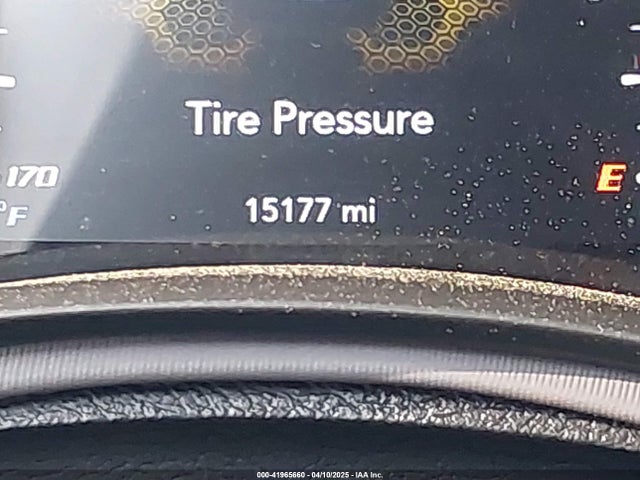 Tire Pressure
170
E
°F
15177 mi
000-41965660 - 04/10/2025 - IAA Inc.